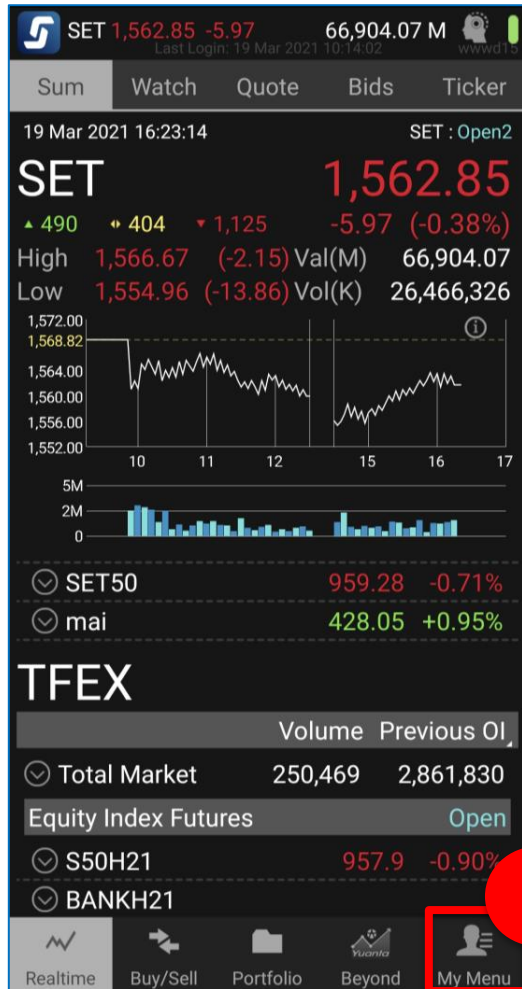 SET 1,562.85 -5.97 66,904.07 M
Last Login: 19 Mar 2021 10:14:02 wwwd15
Sum Watch Quote Bids Ticker
19 Mar 2021 16:23:14 SET : Open2
SET 1,562.85
490 404 1,125 -5.97 (-0.38%)
High 1,566.67 (-2.15) Val(M) 66,904.07
Low 1,554.96 (-13.86) Vol(K) 26,466,326
1,572.00
1,568.82
1,564.00
1,560.00
1,556.00
1,552.00
10 11 12 15 16 17
5M
2M
0
SET50 959.28 -0.71%
mai 428.05 +0.95%
TFEX
Volume Previous OI
Total Market 250,469 2,861,830
Equity Index Futures Open
S50H21 957.9 -0.90%
BANKH21
Yuanta
Realtime Buy/Sell Portfolio Beyond My Menu